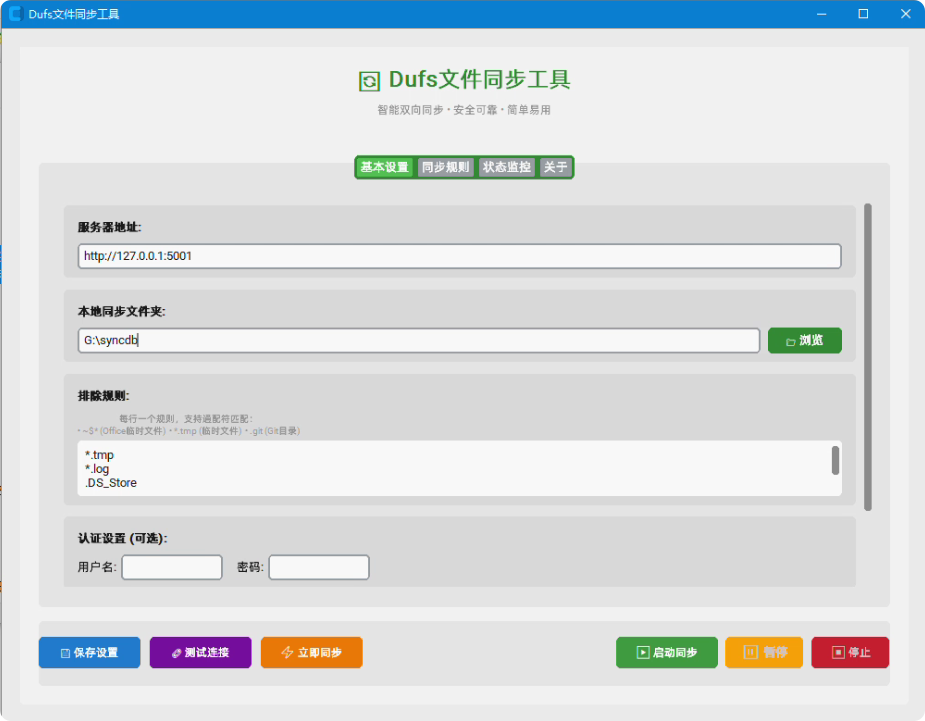 Dufs文件同步工具
Dufs文件同步工具
智能双向同步 • 安全可靠 • 简单易用
基本设置 同步规则 状态监控 关于
服务器地址:
http://127.0.0.1:5001
本地同步文件夹:
G:\syncdb
浏览
排除规则:
每行一个规则，支持通配符匹配:
• ~$* (Office临时文件) • *.tmp (临时文件) • .git (Git目录)
*.tmp
*.log
.DS_Store
认证设置 (可选):
用户名: 密码:
保存设置 测试连接 立即同步 启动同步 暂停 停止